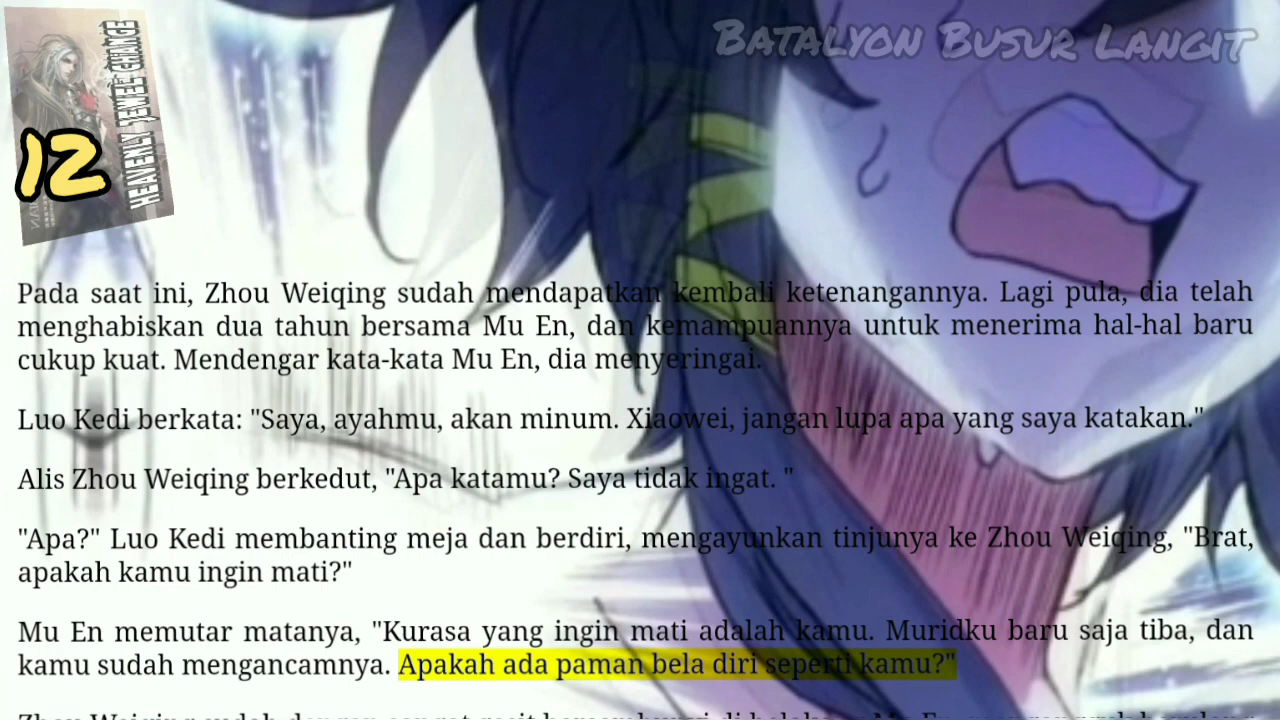 Batalyon Busur Langit
HEAVENLY JEWEL CHANGE
12
Pada saat ini, Zhou Weiqing sudah mendapatkan kembali ketenangannya. Lagi pula, dia telah
menghabiskan dua tahun bersama Mu En, dan kemampuannya untuk menerima hal-hal baru
cukup kuat. Mendengar kata-kata Mu En, dia menyeringai.
Luo Kedi berkata: "Saya, ayahmu, akan minum. Xiaowei, jangan lupa apa yang saya katakan."
Alis Zhou Weiqing berkedut, "Apa katamu? Saya tidak ingat. "
"Apa?" Luo Kedi membanting meja dan berdiri, mengayunkan tinjunya ke Zhou Weiqing, "Brat,
apakah kamu ingin mati?"
Mu En memutar matanya, "Kurasa yang ingin mati adalah kamu. Muridku baru saja tiba, dan
kamu sudah mengancamnya. Apakah ada paman bela diri seperti kamu?"